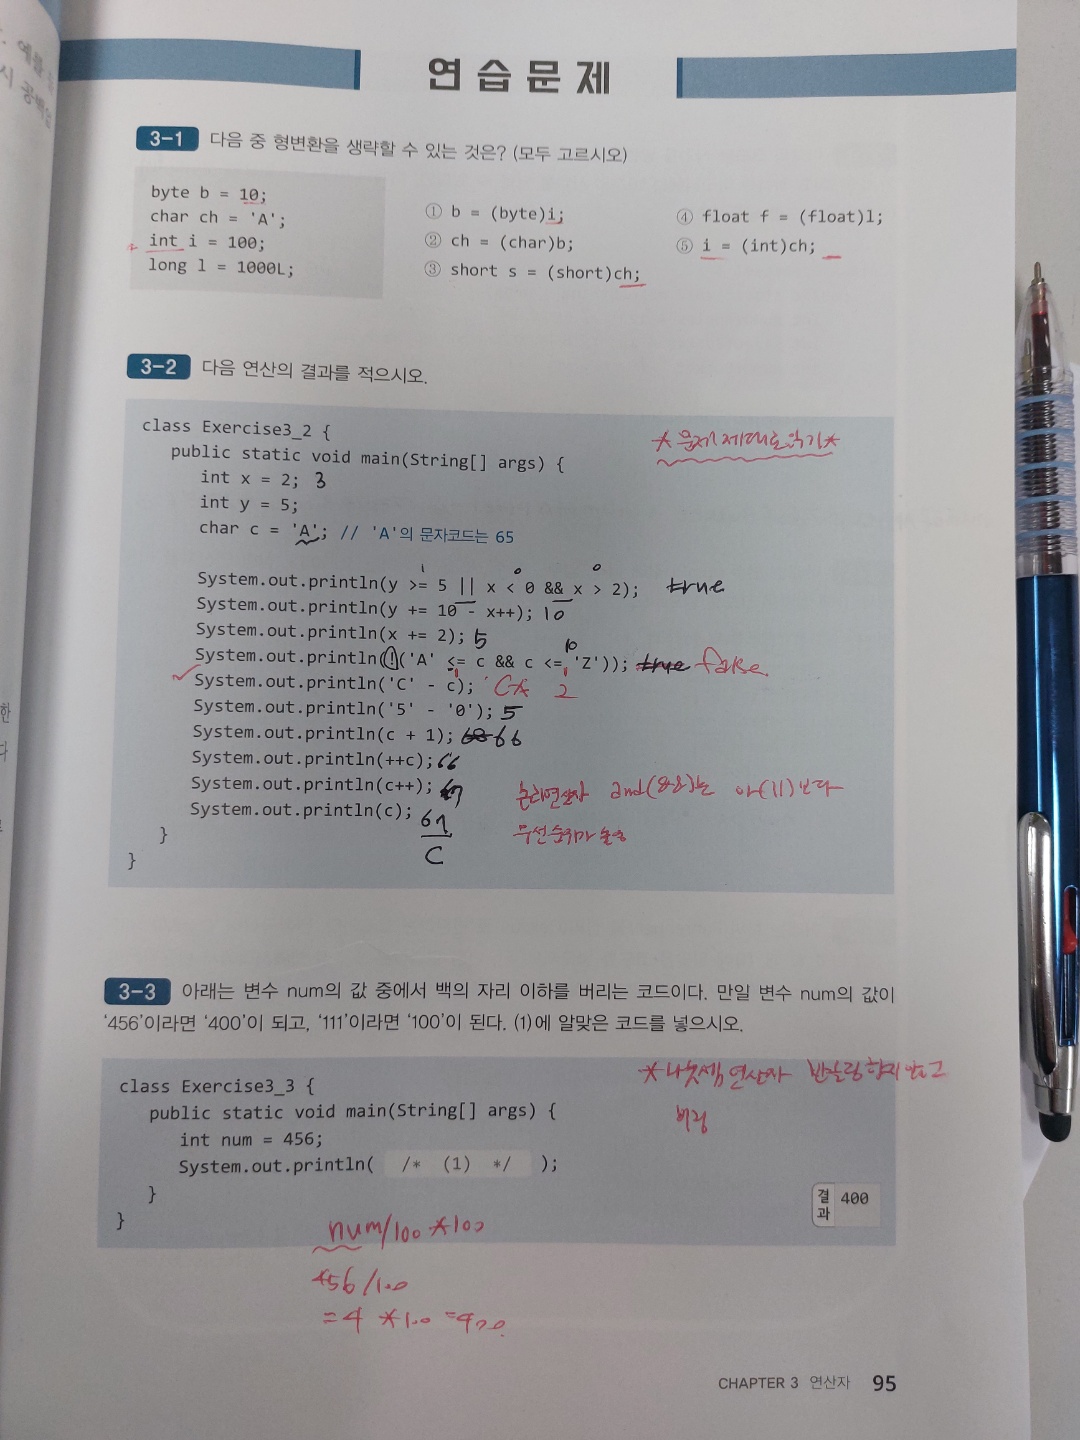 연습문제
3-1 다음 중 형변환을 생략할 수 있는 것은? (모두 고르시오)
byte b = 10;
char ch = 'A';
int i = 100;
long l = 1000L;
① b = (byte)i;
② ch = (char)b;
③ short s = (short)ch;
④ float f = (float)l;
⑤ i = (int)ch;
3-2 다음 연산의 결과를 적으시오.
class Exercise3_2 {
*문제 제대로 읽기*
public static void main(String[] args) {
int x = 2; 3
int y = 5;
char c = 'A'; // 'A'의 문자코드는 65
1 0 0
System.out.println(y >= 5 || x < 0 && x > 2); true
System.out.println(y += 10 - x++); 10
System.out.println(x += 2); 5
System.out.println(!('A' <= c && c <= 'Z')); true false
System.out.println('C' - c); 2
System.out.println('5' - '0'); 5
System.out.println(c + 1); 68 66
System.out.println(++c); 66
System.out.println(c++); 67
System.out.println(c); 67
C
논리연산자 and(&&)는 or(||)보다
우선순위가 높음
}
}
3-3 아래는 변수 num의 값 중에서 백의 자리 이하를 버리는 코드이다. 만일 변수 num의 값이
'456'이라면 '400'이 되고, '111'이라면 '100'이 된다. (1)에 알맞은 코드를 넣으시오.
class Exercise3_3 {
*나눗셈 연산자 반올림하지 않고
버림
public static void main(String[] args) {
int num = 456;
System.out.println( /* (1) */ );
}
}
결과 400
num/100*100
456/100
=4 *100 =400
CHAPTER 3 연산자 95